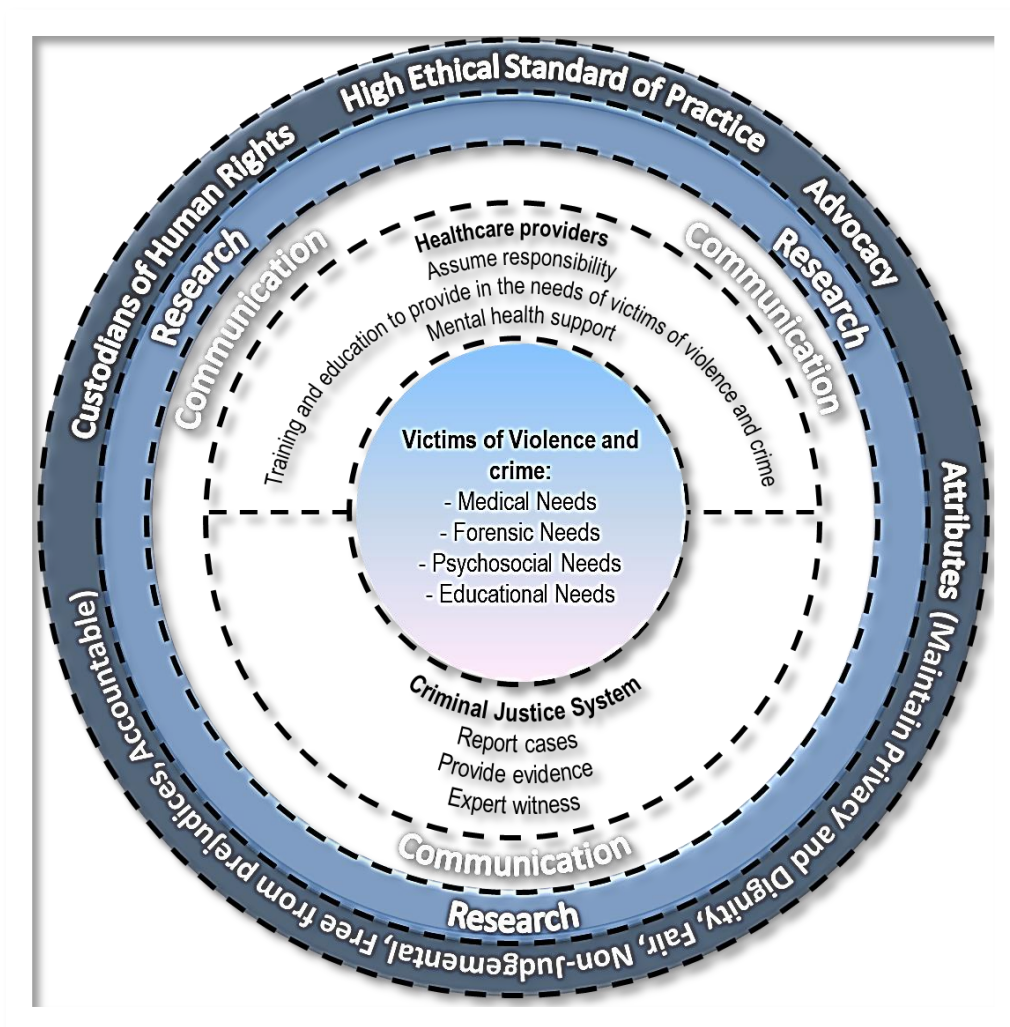 High Ethical Standard of Practice
Custodians of Human Rights
Advocacy
Attributes (Maintain Privacy and Dignity, Fair, Non-Judgemental, Free from prejudices, Accountable)
Research
Research
Communication
Communication
Healthcare providers
Assume responsibility
Training and education to provide in the needs of victims of violence and crime
Mental health support
Victims of Violence and
crime:
- Medical Needs
- Forensic Needs
- Psychosocial Needs
- Educational Needs
Criminal Justice System
Report cases
Provide evidence
Expert witness
Communication
Research